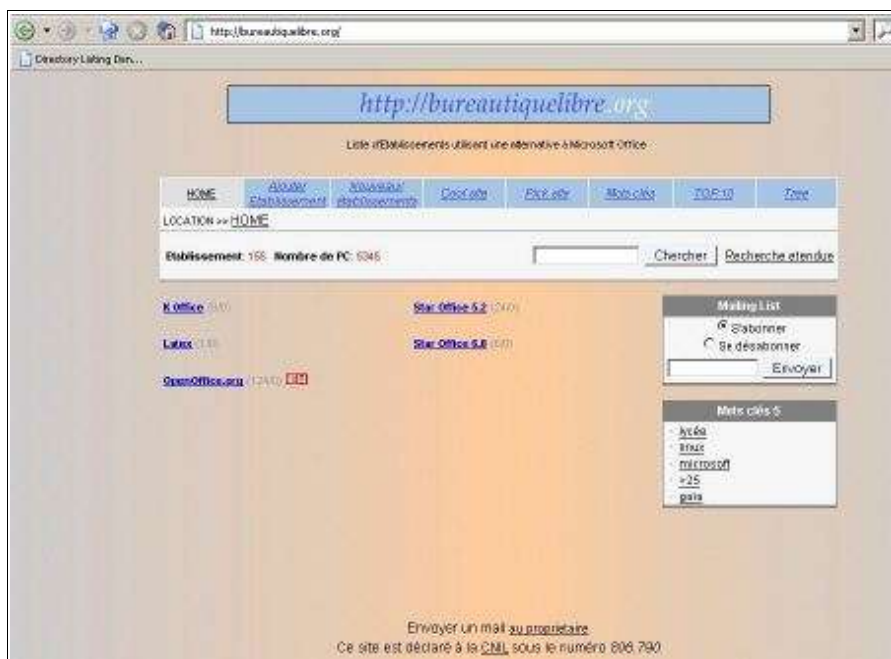 http://bureautiquelibre.org/
Directory Listing Den...
http://bureautiquelibre.org
Liste d'Etablissements utilisant une alternative à Microsoft Office
HOME Ajouter Etablissement Nouveaux établissements Cool site Pick site Mots clés TOP 10 Tree
LOCATION >> HOME
Etablissement: 156 Nombre de PC: 5346 Chercher Recherche etendue
K Office
Star Office 5.2
Latex
Star Office 6.0
OpenOffice.org
Mailing List
S'abonner
Se désabonner
Envoyer
Mots clés 5
lycée
linux
microsoft
>25
gaia
Envoyer un mail au proprietaire
Ce site est déclaré à la CNIL sous le numéro 806.790